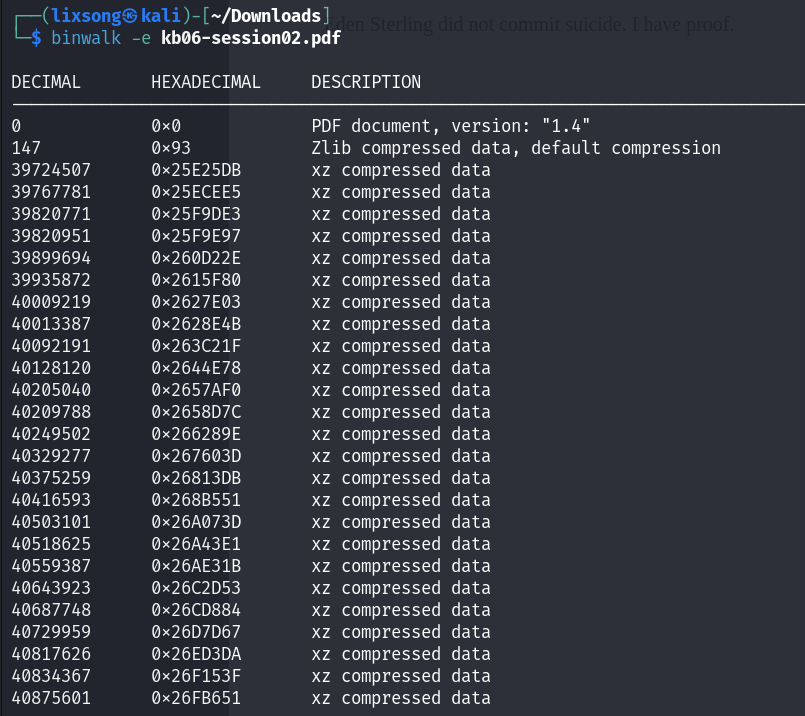 ┌──(lixsong㉿kali)-[~/Downloads]
Eden Sterling did not commit suicide. I have proof.
└─$ binwalk -e kb06-session02.pdf
DECIMAL HEXADECIMAL DESCRIPTION
--------------------------------------------------------------------------------
0 0x0 PDF document, version: "1.4"
147 0x93 Zlib compressed data, default compression
39724507 0x25E25DB xz compressed data
39767781 0x25ECEE5 xz compressed data
39820771 0x25F9DE3 xz compressed data
39820951 0x25F9E97 xz compressed data
39899694 0x260D22E xz compressed data
39935872 0x2615F80 xz compressed data
40009219 0x2627E03 xz compressed data
40013387 0x2628E4B xz compressed data
40092191 0x263C21F xz compressed data
40128120 0x2644E78 xz compressed data
40205040 0x2657AF0 xz compressed data
40209788 0x2658D7C xz compressed data
40249502 0x266289E xz compressed data
40329277 0x267603D xz compressed data
40375259 0x26813DB xz compressed data
40416593 0x268B551 xz compressed data
40503101 0x26A073D xz compressed data
40518625 0x26A43E1 xz compressed data
40559387 0x26AE31B xz compressed data
40643923 0x26C2D53 xz compressed data
40687748 0x26CD884 xz compressed data
40729959 0x26D7D67 xz compressed data
40817626 0x26ED3DA xz compressed data
40834367 0x26F153F xz compressed data
40875601 0x26FB651 xz compressed data